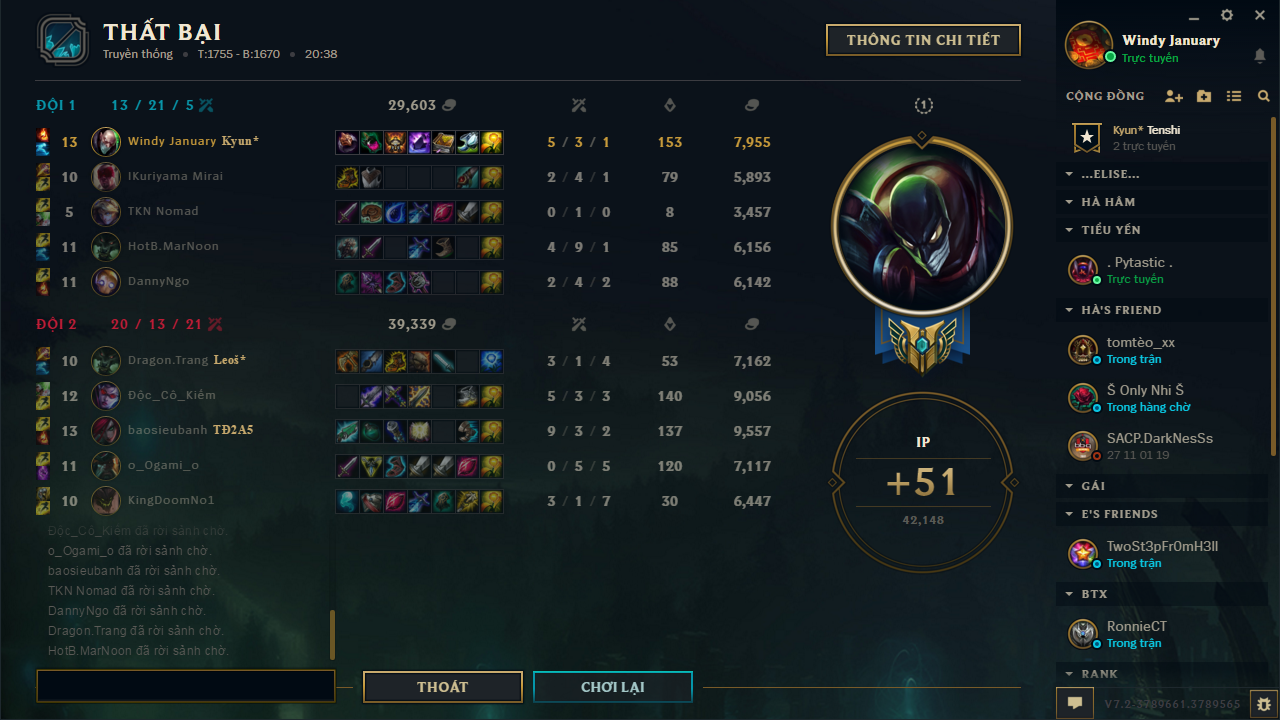 THẤT BẠI
Truyền thống • T:1755 - B:1670 • 20:38
THÔNG TIN CHI TIẾT
ĐỘI 1 13 / 21 / 5 29,603
13 Windy January Kyun* 5 / 3 / 1 153 7,955
10 IKuriyama Mirai 2 / 4 / 1 79 5,893
5 TKN Nomad 0 / 1 / 0 8 3,457
11 HotB.MarNoon 4 / 9 / 1 85 6,156
11 DannyNgo 2 / 4 / 2 88 6,142
ĐỘI 2 20 / 13 / 21 39,339
10 Dragon.Trang Leoš* 3 / 1 / 4 53 7,162
12 Độc_Cô_Kiếm 5 / 3 / 3 140 9,056
13 baosieubanh TĐ2A5 9 / 3 / 2 137 9,557
11 o_Ogami_o 0 / 5 / 5 120 7,117
10 KingDoomNo1 3 / 1 / 7 30 6,447
Độc_Cô_Kiếm đã rời sảnh chờ.
o_Ogami_o đã rời sảnh chờ.
baosieubanh đã rời sảnh chờ.
TKN Nomad đã rời sảnh chờ.
DannyNgo đã rời sảnh chờ.
Dragon.Trang đã rời sảnh chờ.
HotB.MarNoon đã rời sảnh chờ.
THOÁT
CHƠI LẠI
1
IP
+51
42,148
Windy January
Trực tuyến
CỘNG ĐỒNG
Kyun* Tenshi
2 trực tuyến
...ELISE...
HÀ HÂM
TIỂU YẾN
. Pytastic .
Trực tuyến
HÀ'S FRIEND
tomtèo_xx
Trong trận
Š Only Nhi Š
Trong hàng chờ
SACP.DarkNesSs
27 11 01 19
GÁI
E'S FRIENDS
TwoSt3pFr0mH3ll
Trong trận
BTX
RonnieCT
Trong trận
RANK
V7.2.3789661.3789565